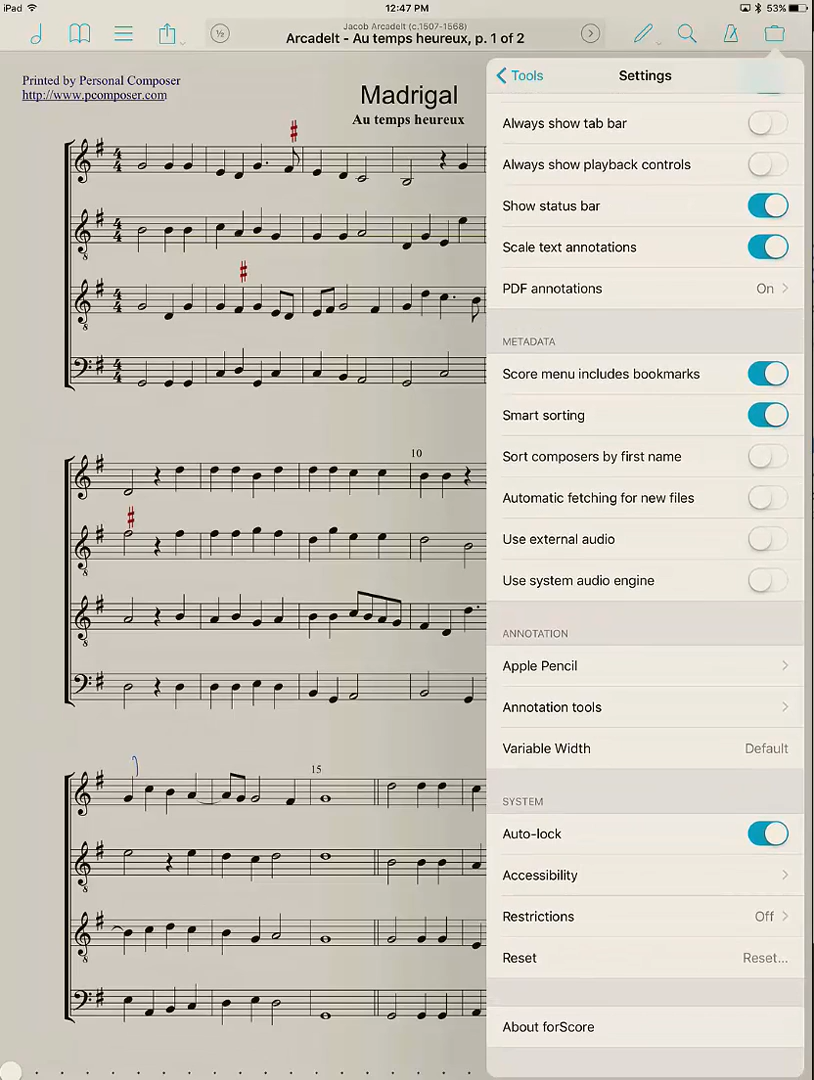 iPad 12:47 PM 53%
Jacob Arcadelt (c.1507-1568)
½ Arcadelt - Au temps heureux, p. 1 of 2
Tools Settings
Printed by Personal Composer
http://www.pcomposer.com
Madrigal
Au temps heureux
10
15
Always show tab bar
Always show playback controls
Show status bar
Scale text annotations
PDF annotations On
METADATA
Score menu includes bookmarks
Smart sorting
Sort composers by first name
Automatic fetching for new files
Use external audio
Use system audio engine
ANNOTATION
Apple Pencil
Annotation tools
Variable Width Default
SYSTEM
Auto-lock
Accessibility
Restrictions Off
Reset Reset...
About forScore